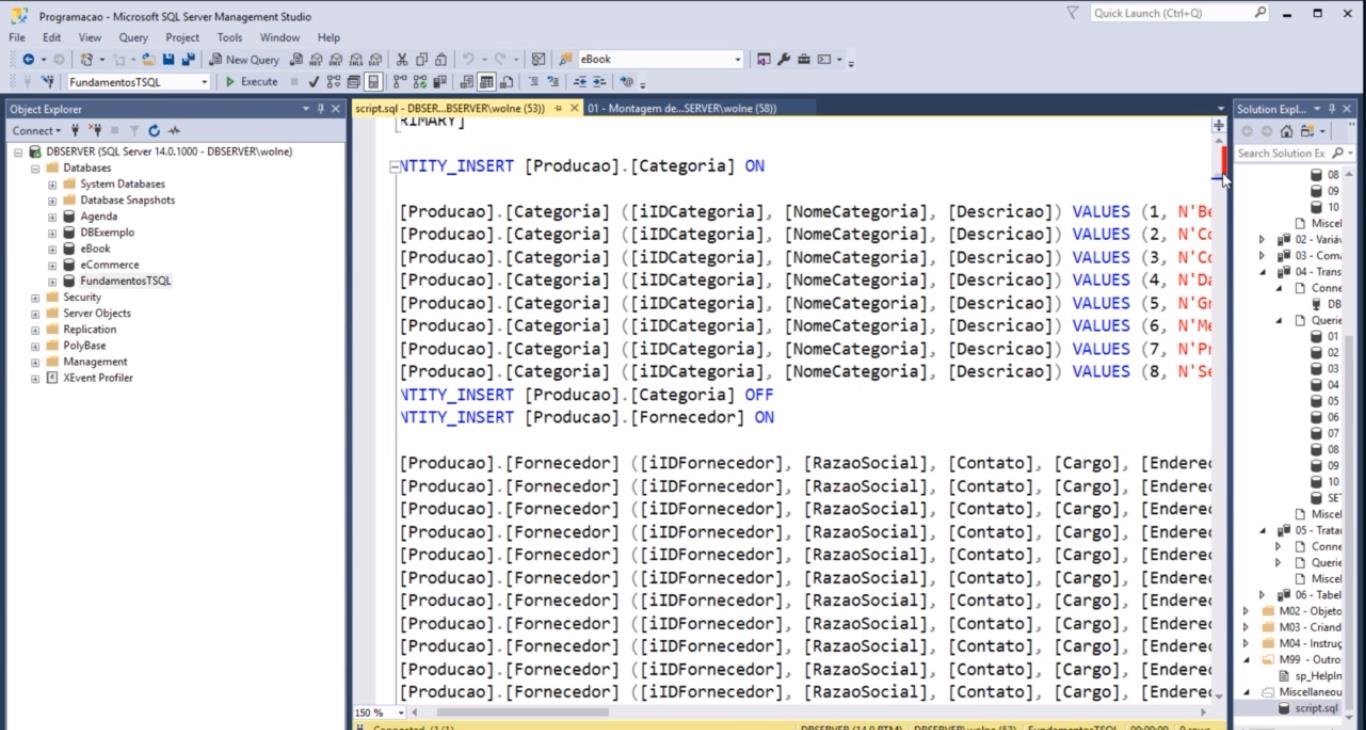 Programacao - Microsoft SQL Server Management Studio
Quick Launch (Ctrl+Q)
File Edit View Query Project Tools Window Help
New Query
eBook
FundamentosTSQL
Execute
Object Explorer
Connect
DBSERVER (SQL Server 14.0.1000 - DBSERVER\wolne)
Databases
System Databases
Database Snapshots
Agenda
DBExemplo
eBook
eCommerce
FundamentosTSQL
Security
Server Objects
Replication
PolyBase
Management
XEvent Profiler
script.sql - DBSER...BSERVER\wolne (53))
01 - Montagem de...SERVER\wolne (58))
RIMARY]
NTITY_INSERT [Producao].[Categoria] ON
[Producao].[Categoria] ([iIDCategoria], [NomeCategoria], [Descricao]) VALUES (1, N'Be
[Producao].[Categoria] ([iIDCategoria], [NomeCategoria], [Descricao]) VALUES (2, N'Co
[Producao].[Categoria] ([iIDCategoria], [NomeCategoria], [Descricao]) VALUES (3, N'Co
[Producao].[Categoria] ([iIDCategoria], [NomeCategoria], [Descricao]) VALUES (4, N'Da
[Producao].[Categoria] ([iIDCategoria], [NomeCategoria], [Descricao]) VALUES (5, N'Gr
[Producao].[Categoria] ([iIDCategoria], [NomeCategoria], [Descricao]) VALUES (6, N'Me
[Producao].[Categoria] ([iIDCategoria], [NomeCategoria], [Descricao]) VALUES (7, N'Pr
[Producao].[Categoria] ([iIDCategoria], [NomeCategoria], [Descricao]) VALUES (8, N'Se
NTITY_INSERT [Producao].[Categoria] OFF
NTITY_INSERT [Producao].[Fornecedor] ON
[Producao].[Fornecedor] ([iIDFornecedor], [RazaoSocial], [Contato], [Cargo], [Enderec
[Producao].[Fornecedor] ([iIDFornecedor], [RazaoSocial], [Contato], [Cargo], [Enderec
[Producao].[Fornecedor] ([iIDFornecedor], [RazaoSocial], [Contato], [Cargo], [Enderec
[Producao].[Fornecedor] ([iIDFornecedor], [RazaoSocial], [Contato], [Cargo], [Enderec
[Producao].[Fornecedor] ([iIDFornecedor], [RazaoSocial], [Contato], [Cargo], [Enderec
[Producao].[Fornecedor] ([iIDFornecedor], [RazaoSocial], [Contato], [Cargo], [Enderec
[Producao].[Fornecedor] ([iIDFornecedor], [RazaoSocial], [Contato], [Cargo], [Enderec
[Producao].[Fornecedor] ([iIDFornecedor], [RazaoSocial], [Contato], [Cargo], [Enderec
[Producao].[Fornecedor] ([iIDFornecedor], [RazaoSocial], [Contato], [Cargo], [Enderec
[Producao].[Fornecedor] ([iIDFornecedor], [RazaoSocial], [Contato], [Cargo], [Enderec
[Producao].[Fornecedor] ([iIDFornecedor], [RazaoSocial], [Contato], [Cargo], [Enderec
150 %
Connected. (1/1)
DBSERVER (14.0 RTM) DBSERVER\wolne (53) FundamentosTSQL 00:00:00 0 rows
Solution Expl...
Search Solution Ex
08
09
10
Miscel
02 - Variáv
03 - Coma
04 - Trans
Conne
DB
Querie
01
02
03
04
05
06
07
08
09
10
SE
Miscel
05 - Tratar
Conne
Querie
Miscel
06 - Tabel
M02 - Objeto
M03 - Criand
M04 - Instruç
M99 - Outro
sp_HelpIn
Miscellaneou
script.sql